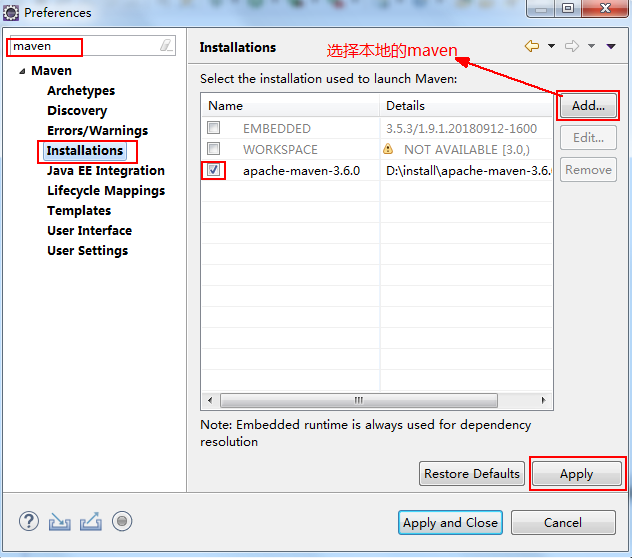 Preferences
maven
Maven
Archetypes
Discovery
Errors/Warnings
Installations
Java EE Integration
Lifecycle Mappings
Templates
User Interface
User Settings
Installations
选择本地的maven
Select the installation used to launch Maven:
Name Details
EMBEDDED 3.5.3/1.9.1.20180912-1600
WORKSPACE NOT AVAILABLE [3.0,)
apache-maven-3.6.0 D:\install\apache-maven-3.6.
Add...
Edit...
Remove
Note: Embedded runtime is always used for dependency
resolution
Restore Defaults
Apply
Apply and Close
Cancel